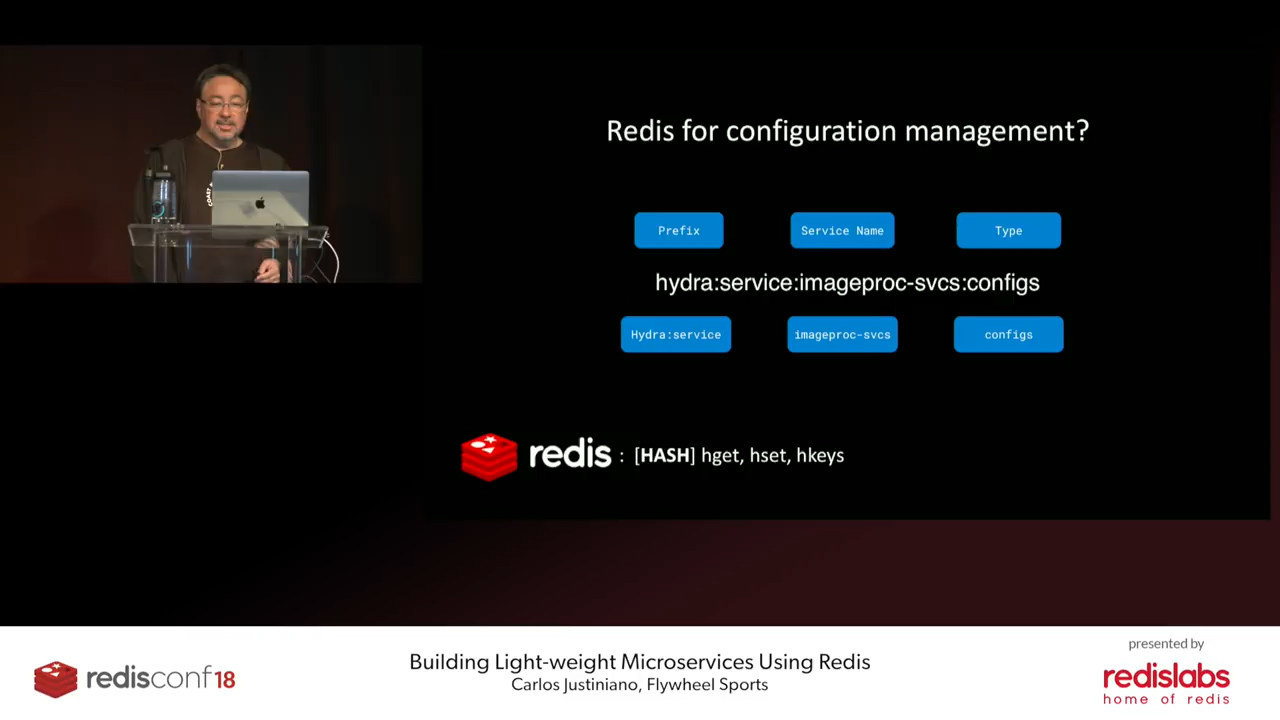 Redis for configuration management?
Prefix
Service Name
Type
hydra:service:imageproc-svcs:configs
Hydra:service
imageproc-svcs
configs
redis : [HASH] hget, hset, hkeys
redisconf18
Building Light-weight Microservices Using Redis
Carlos Justiniano, Flywheel Sports
presented by
redislabs
home of redis